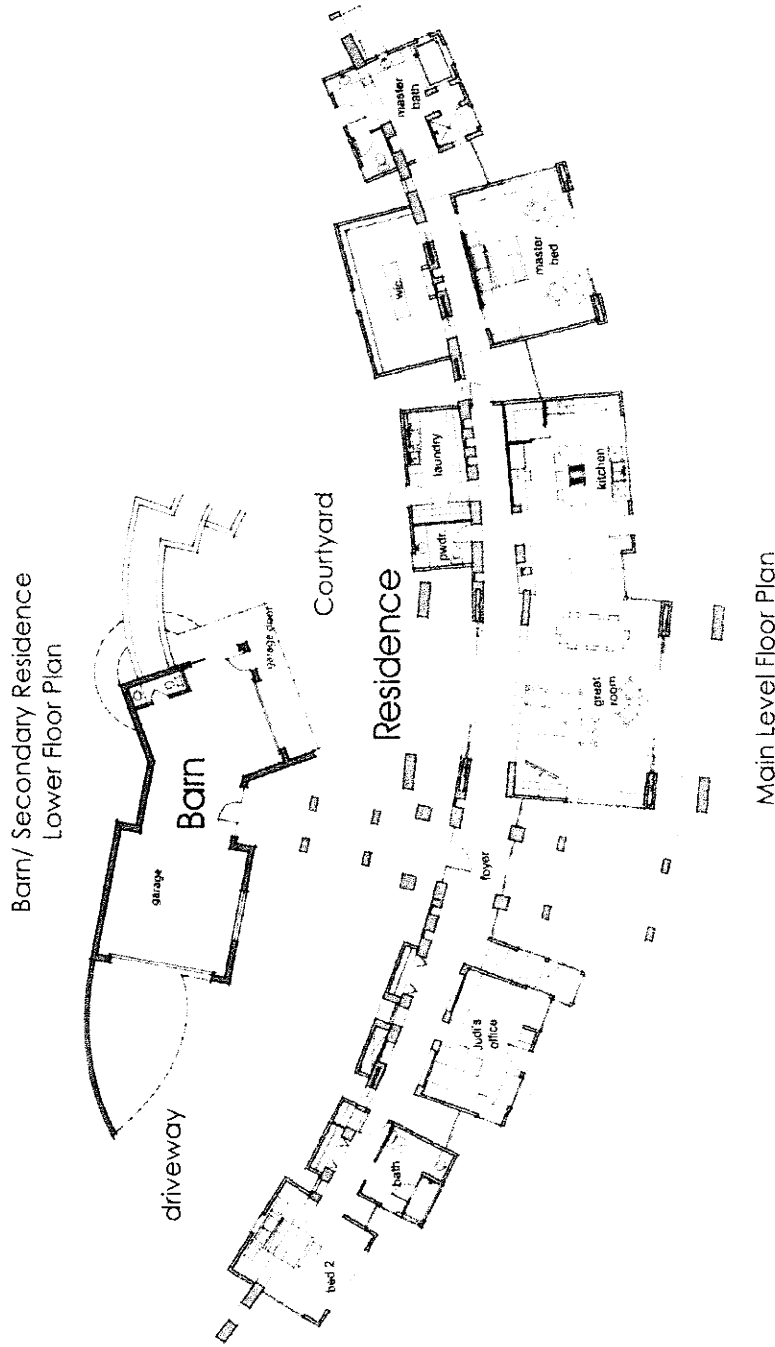 Barn/ Secondary Residence
Lower Floor Plan
driveway
garage
Barn
garage door
Courtyard
Residence
bed 2
bath
Judi's
office
foyer
great
room
kitchen
pwdr.
laundry
wic.
master
bed
master
bath
Main Level Floor Plan